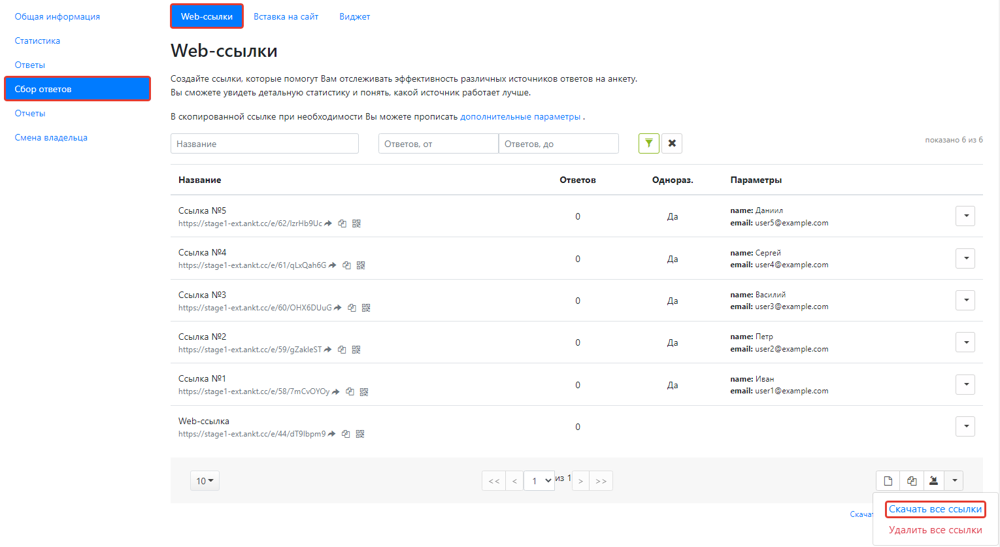 Общая информация
Статистика
Ответы
Сбор ответов
Отчеты
Смена владельца
Web-ссылки
Вставка на сайт
Виджет
Web-ссылки
Создайте ссылки, которые помогут Вам отслеживать эффективность различных источников ответов на анкету.
Вы сможете увидеть детальную статистику и понять, какой источник работает лучше.
В скопированной ссылке при необходимости Вы можете прописать дополнительные параметры .
Название
Ответов, от
Ответов, до
показано 6 из 6
Название Ответов Однораз. Параметры
Ссылка №5
https://stage1-ext.ankt.cc/e/62/lzrHb9Uc
0
Да
name: Даниил
email: user5@example.com
Ссылка №4
https://stage1-ext.ankt.cc/e/61/qLxQah6G
0
Да
name: Сергей
email: user4@example.com
Ссылка №3
https://stage1-ext.ankt.cc/e/60/OHX6DUuG
0
Да
name: Василий
email: user3@example.com
Ссылка №2
https://stage1-ext.ankt.cc/e/59/gZakleST
0
Да
name: Петр
email: user2@example.com
Ссылка №1
https://stage1-ext.ankt.cc/e/58/7mCvOYOy
0
Да
name: Иван
email: user1@example.com
Web-ссылка
https://stage1-ext.ankt.cc/e/44/dT9lbpm9
0
10
<< < 1 из 1 > >>
Скачать все ссылки
Удалить все ссылки